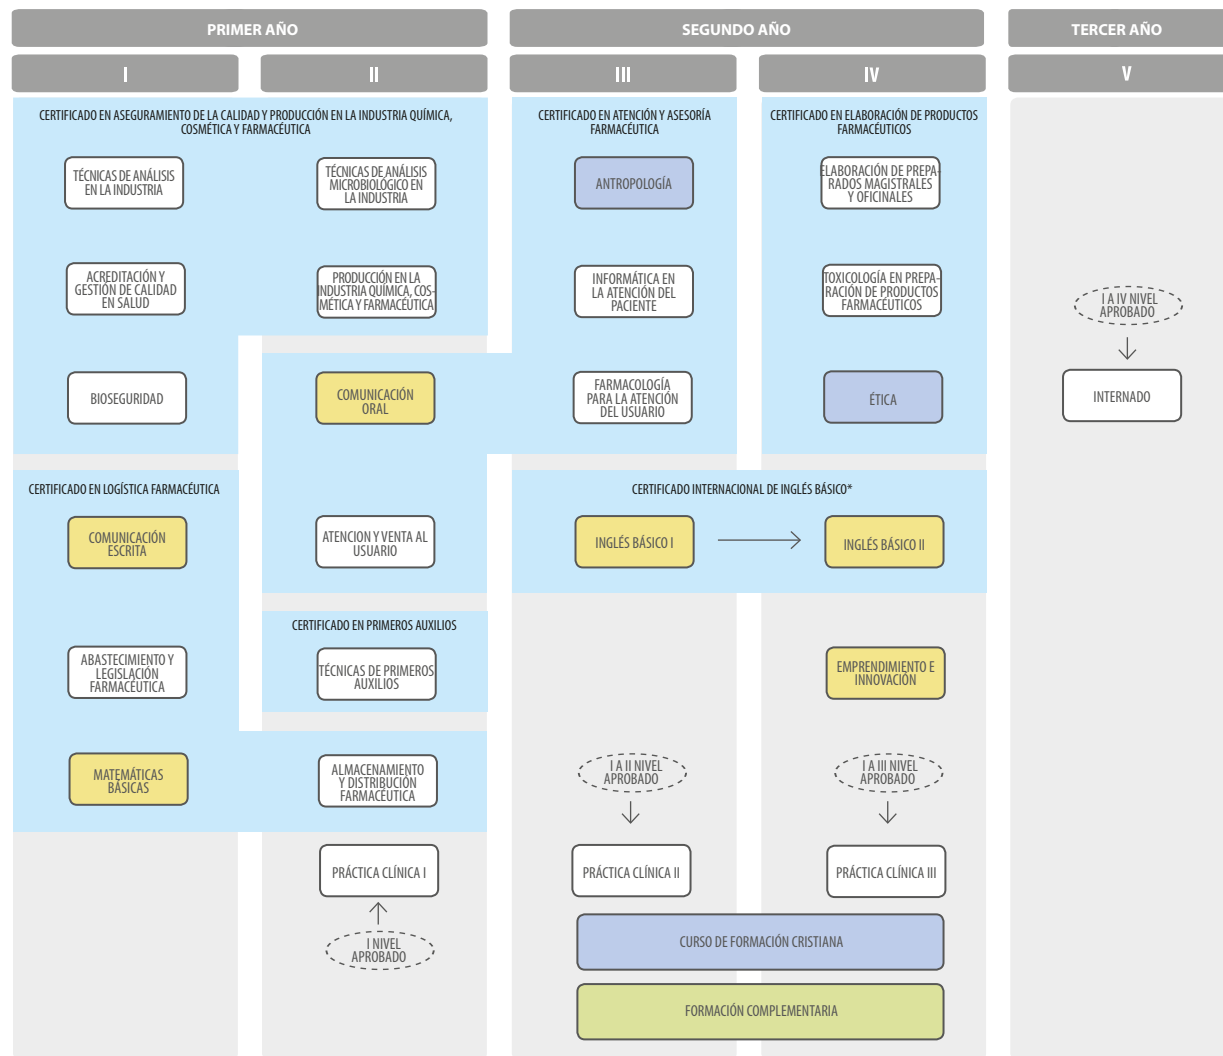 PRIMER AÑO
SEGUNDO AÑO
TERCER AÑO
I
II
III
IV
V
CERTIFICADO EN ASEGURAMIENTO DE LA CALIDAD Y PRODUCCIÓN EN LA INDUSTRIA QUÍMICA,
COSMÉTICA Y FARMACÉUTICA
CERTIFICADO EN ATENCIÓN Y ASESORÍA
FARMACÉUTICA
CERTIFICADO EN ELABORACIÓN DE PRODUCTOS
FARMACÉUTICOS
TÉCNICAS DE ANÁLISIS
EN LA INDUSTRIA
TÉCNICAS DE ANÁLISIS
MICROBIOLÓGICO EN
LA INDUSTRIA
ANTROPOLOGÍA
ELABORACIÓN DE PREPA-
RADOS MAGISTRALES
Y OFICINALES
ACREDITACIÓN Y
GESTIÓN DE CALIDAD
EN SALUD
PRODUCCIÓN EN LA
INDUSTRIA QUÍMICA, COS-
MÉTICA Y FARMACÉUTICA
INFORMÁTICA EN
LA ATENCIÓN DEL
PACIENTE
TOXICOLOGÍA EN PREPA-
RACIÓN DE PRODUCTOS
FARMACÉUTICOS
I A IV NIVEL
APROBADO
BIOSEGURIDAD
COMUNICACIÓN
ORAL
FARMACOLOGÍA
PARA LA ATENCIÓN
DEL USUARIO
ÉTICA
INTERNADO
CERTIFICADO EN LOGÍSTICA FARMACÉUTICA
CERTIFICADO INTERNACIONAL DE INGLÉS BÁSICO*
COMUNICACIÓN
ESCRITA
ATENCION Y VENTA AL
USUARIO
INGLÉS BÁSICO I
INGLÉS BÁSICO II
CERTIFICADO EN PRIMEROS AUXILIOS
ABASTECIMIENTO Y
LEGISLACIÓN
FARMACÉUTICA
TÉCNICAS DE PRIMEROS
AUXILIOS
EMPRENDIMIENTO E
INNOVACIÓN
MATEMÁTICAS
BÁSICAS
ALMACENAMIENTO
Y DISTRIBUCIÓN
FARMACÉUTICA
I A II NIVEL
APROBADO
I A III NIVEL
APROBADO
PRÁCTICA CLÍNICA I
PRÁCTICA CLÍNICA II
PRÁCTICA CLÍNICA III
I NIVEL
APROBADO
CURSO DE FORMACIÓN CRISTIANA
FORMACIÓN COMPLEMENTARIA